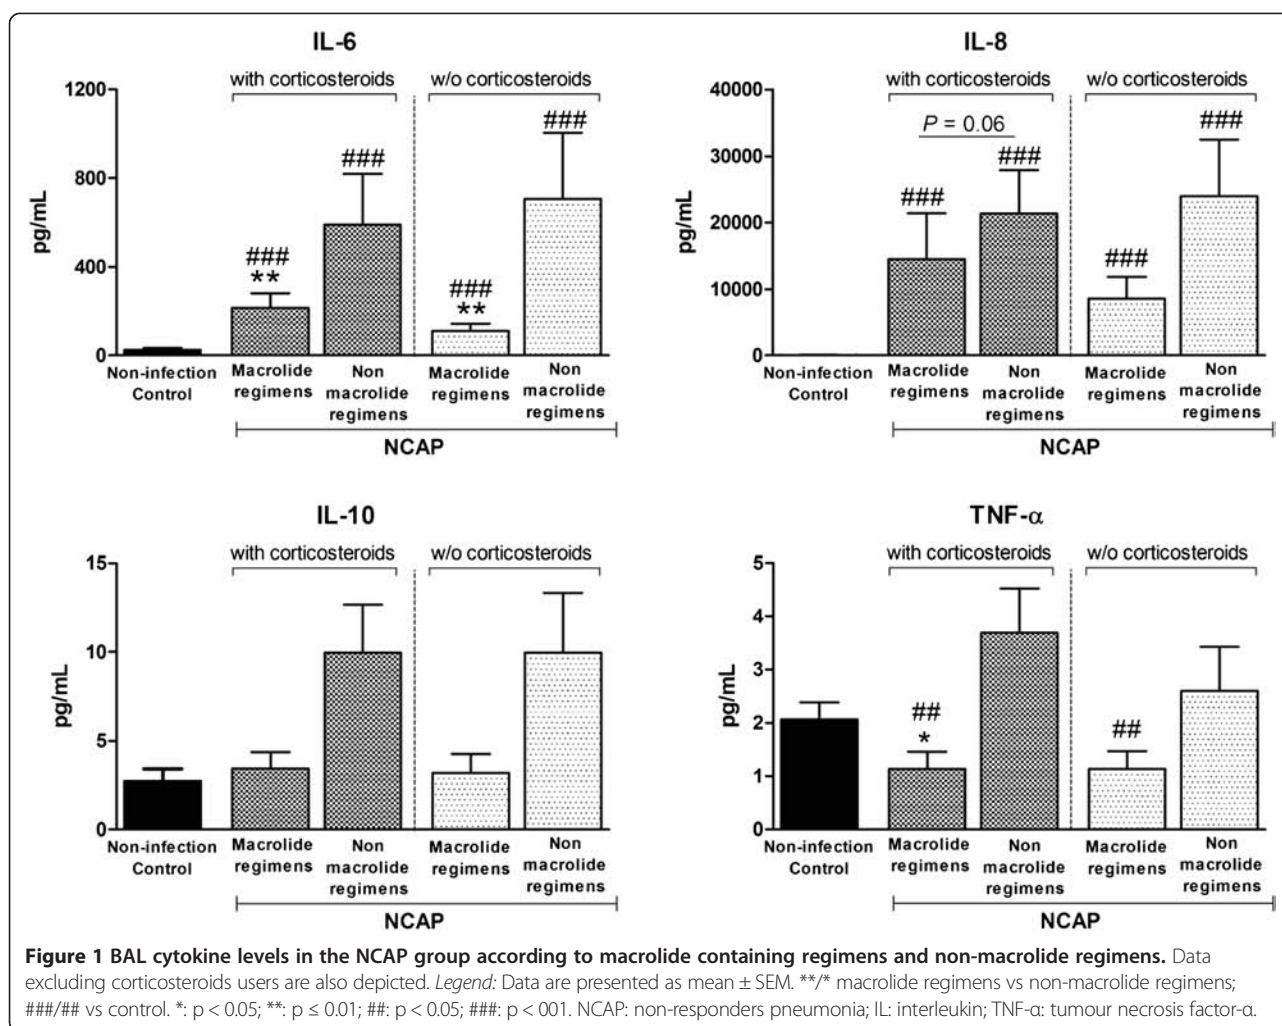 IL-6
with corticosteroids
w/o corticosteroids
pg/mL
1200
800
400
0
###
**
###
###
**
###
Non-infection Control
Macrolide regimens
Non macrolide regimens
Macrolide regimens
Non macrolide regimens
NCAP
IL-8
with corticosteroids
w/o corticosteroids
pg/mL
40000
30000
20000
10000
0
P = 0.06
###
###
###
###
Non-infection Control
Macrolide regimens
Non macrolide regimens
Macrolide regimens
Non macrolide regimens
NCAP
IL-10
with corticosteroids
w/o corticosteroids
pg/mL
15
10
5
0
Non-infection Control
Macrolide regimens
Non macrolide regimens
Macrolide regimens
Non macrolide regimens
NCAP
TNF-α
with corticosteroids
w/o corticosteroids
pg/mL
5
4
3
2
1
0
##
*
##
Non-infection Control
Macrolide regimens
Non macrolide regimens
Macrolide regimens
Non macrolide regimens
NCAP
Figure 1 BAL cytokine levels in the NCAP group according to macrolide containing regimens and non-macrolide regimens. Data
excluding corticosteroids users are also depicted. Legend: Data are presented as mean ± SEM. **/* macrolide regimens vs non-macrolide regimens;
###/## vs control. *: p < 0.05; **: p ≤ 0.01; ##: p < 0.05; ###: p < 001. NCAP: non-responders pneumonia; IL: interleukin; TNF-α: tumour necrosis factor-α.